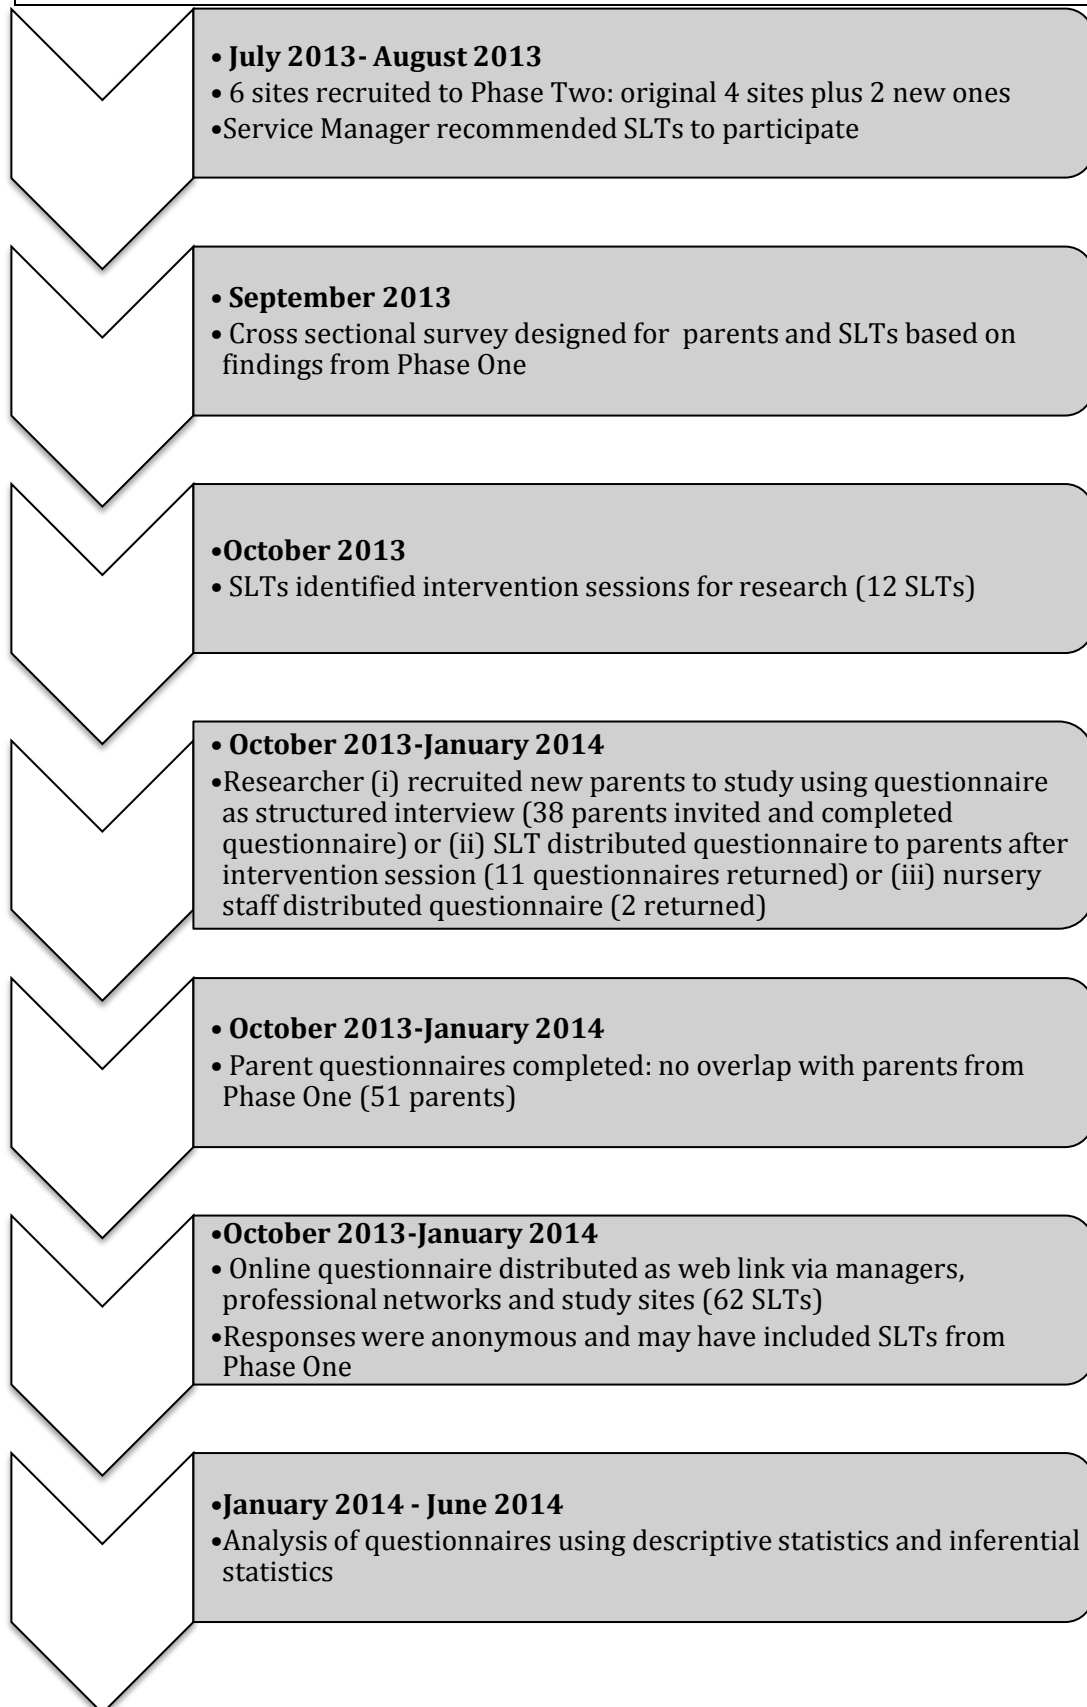 • July 2013- August 2013
• 6 sites recruited to Phase Two: original 4 sites plus 2 new ones
•Service Manager recommended SLTs to participate
• September 2013
• Cross sectional survey designed for parents and SLTs based on
findings from Phase One
•October 2013
• SLTs identified intervention sessions for research (12 SLTs)
• October 2013-January 2014
•Researcher (i) recruited new parents to study using questionnaire
as structured interview (38 parents invited and completed
questionnaire) or (ii) SLT distributed questionnaire to parents after
intervention session (11 questionnaires returned) or (iii) nursery
staff distributed questionnaire (2 returned)
• October 2013-January 2014
• Parent questionnaires completed: no overlap with parents from
Phase One (51 parents)
•October 2013-January 2014
• Online questionnaire distributed as web link via managers,
professional networks and study sites (62 SLTs)
•Responses were anonymous and may have included SLTs from
Phase One
•January 2014 - June 2014
•Analysis of questionnaires using descriptive statistics and inferential
statistics